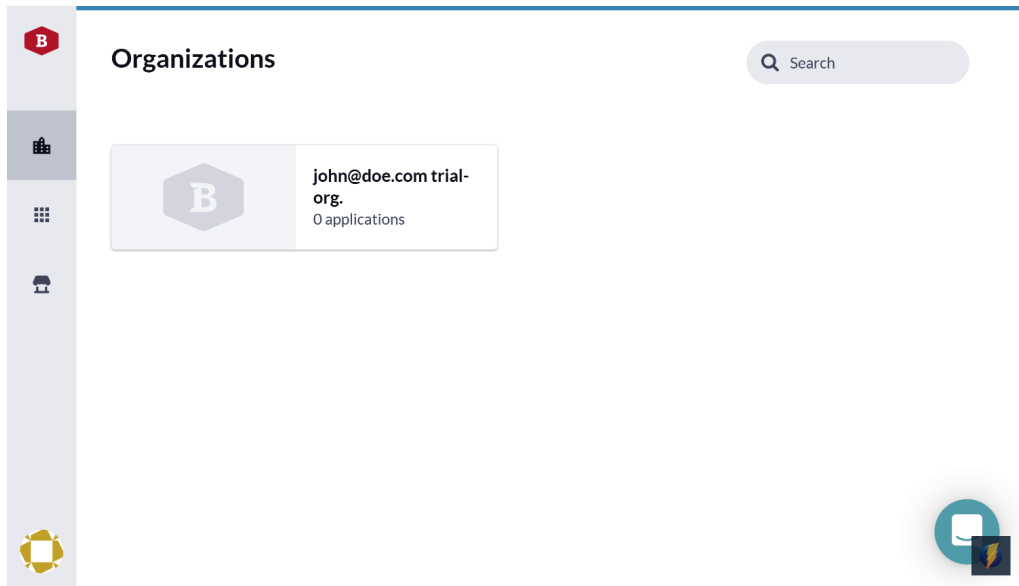 B
Organizations
Search
B
john@doe.com trial-
org.
0 applications